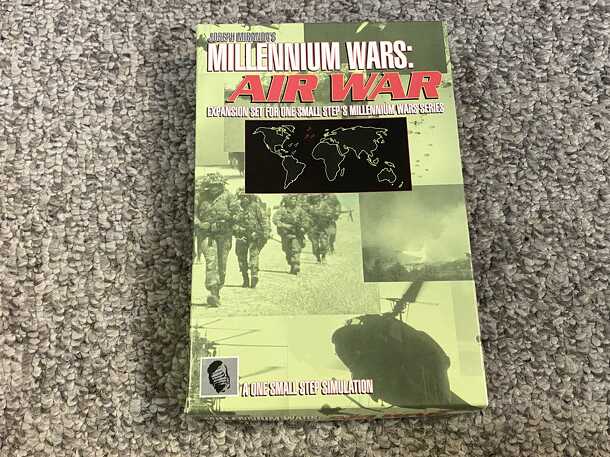 JOSEPH MIRANDA'S
MILLENNIUM WARS:
AIR WAR
EXPANSION SET FOR ONE SMALL STEP'S MILLENNIUM WARS SERIES
A ONE SMALL STEP SIMULATION